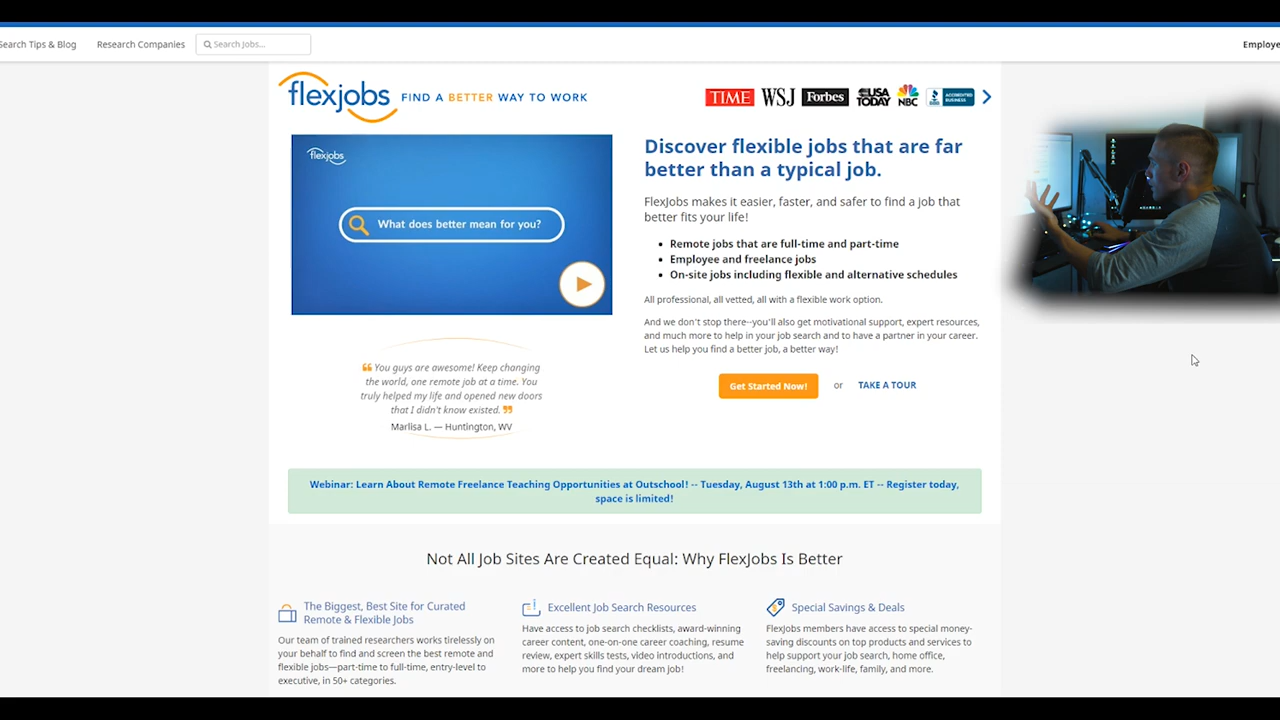 Search Tips & Blog
Research Companies
Search Jobs...
Employe
flexjobs
FIND A BETTER WAY TO WORK
TIME
WSJ
Forbes
USA
TODAY
NBC
ACCREDITED
BUSINESS
flexjobs
What does better mean for you?
Discover flexible jobs that are far
better than a typical job.
FlexJobs makes it easier, faster, and safer to find a job that
better fits your life!
• Remote jobs that are full-time and part-time
• Employee and freelance jobs
• On-site jobs including flexible and alternative schedules
All professional, all vetted, all with a flexible work option.
And we don't stop there--you'll also get motivational support, expert resources,
and much more to help in your job search and to have a partner in your career.
Let us help you find a better job, a better way!
Get Started Now!
or
TAKE A TOUR
You guys are awesome! Keep changing
the world, one remote job at a time. You
truly helped my life and opened new doors
that I didn't know existed.
Marlisa L. — Huntington, WV
Webinar: Learn About Remote Freelance Teaching Opportunities at Outschool! -- Tuesday, August 13th at 1:00 p.m. ET -- Register today,
space is limited!
Not All Job Sites Are Created Equal: Why FlexJobs Is Better
The Biggest, Best Site for Curated
Remote & Flexible Jobs
Our team of trained researchers works tirelessly on
your behalf to find and screen the best remote and
flexible jobs—part-time to full-time, entry-level to
executive, in 50+ categories.
Excellent Job Search Resources
Have access to job search checklists, award-winning
career content, one-on-one career coaching, resume
review, expert skills tests, video introductions, and
more to help you find your dream job!
Special Savings & Deals
FlexJobs members have access to special money-
saving discounts on top products and services to
help support your job search, home office,
freelancing, work-life, family, and more.